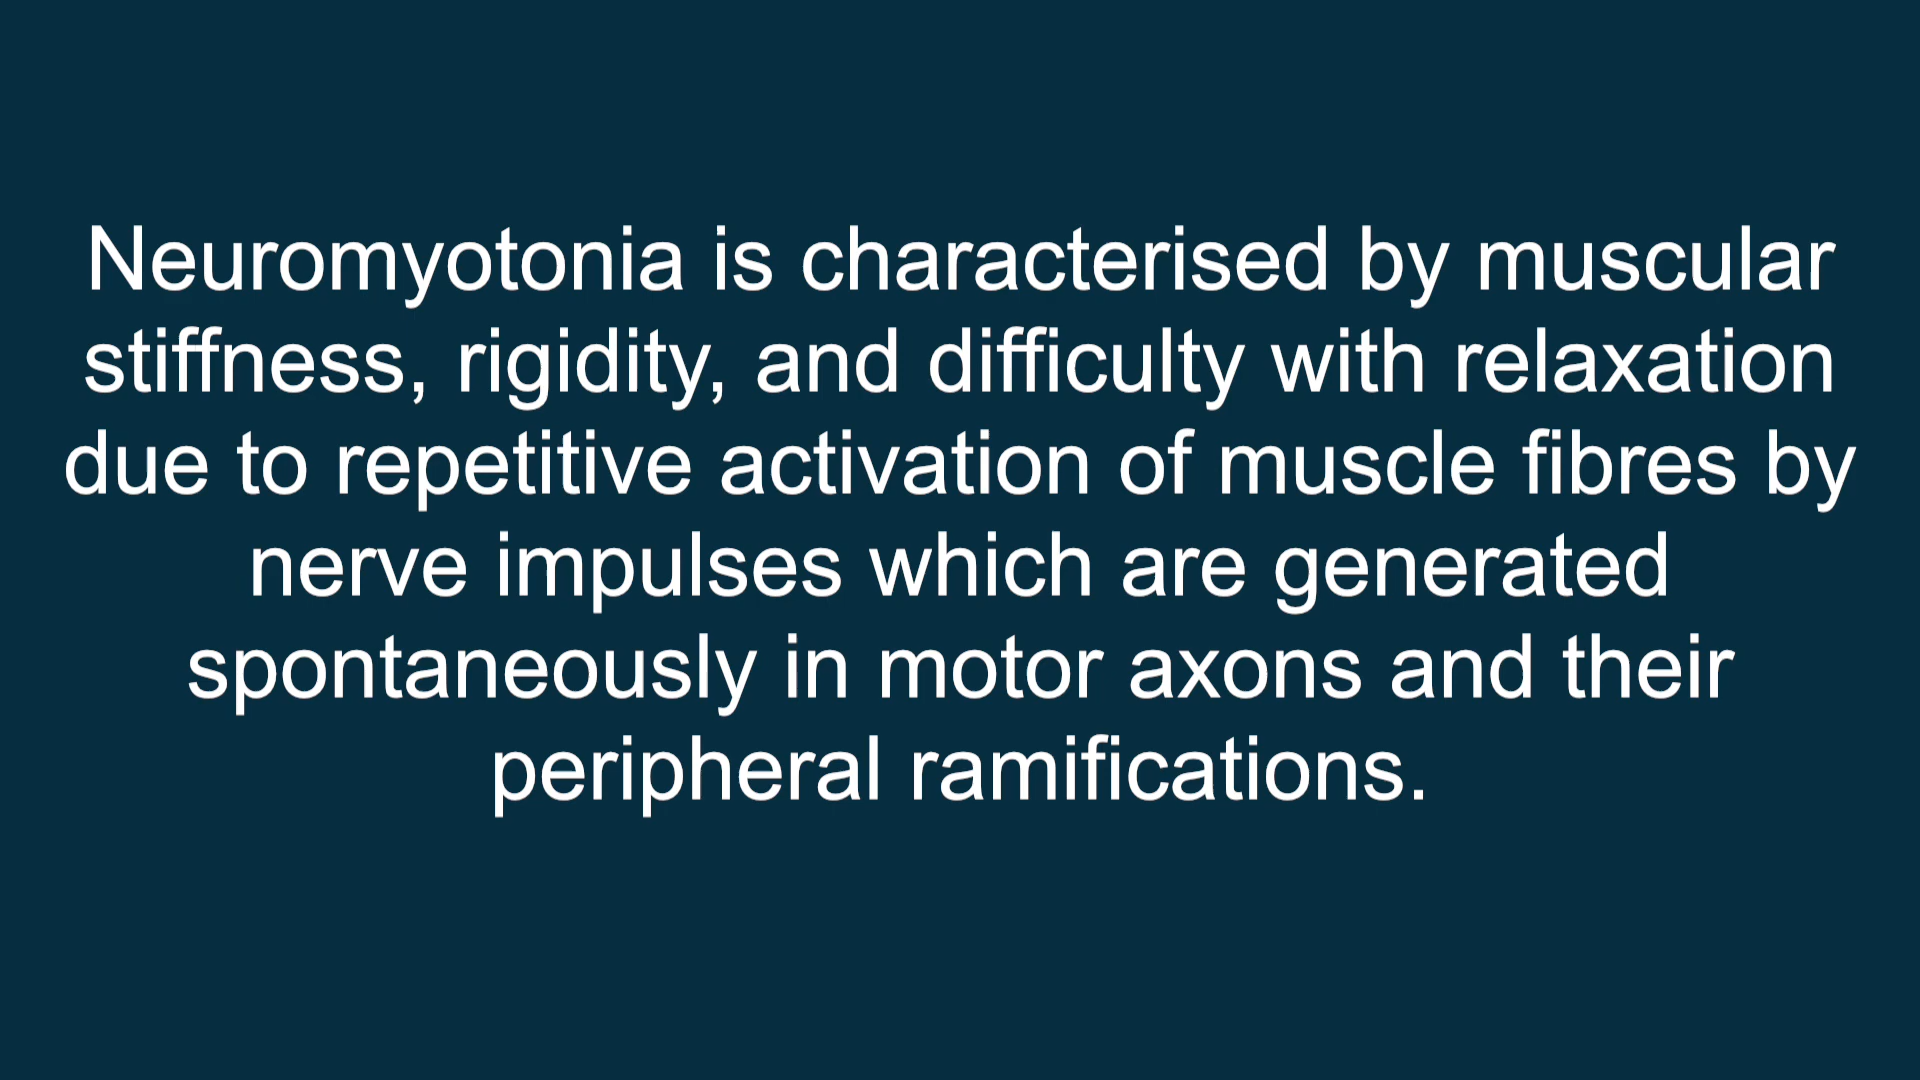 Neuromyotonia is characterised by muscular
stiffness, rigidity, and difficulty with relaxation
due to repetitive activation of muscle fibres by
nerve impulses which are generated
spontaneously in motor axons and their
peripheral ramifications.